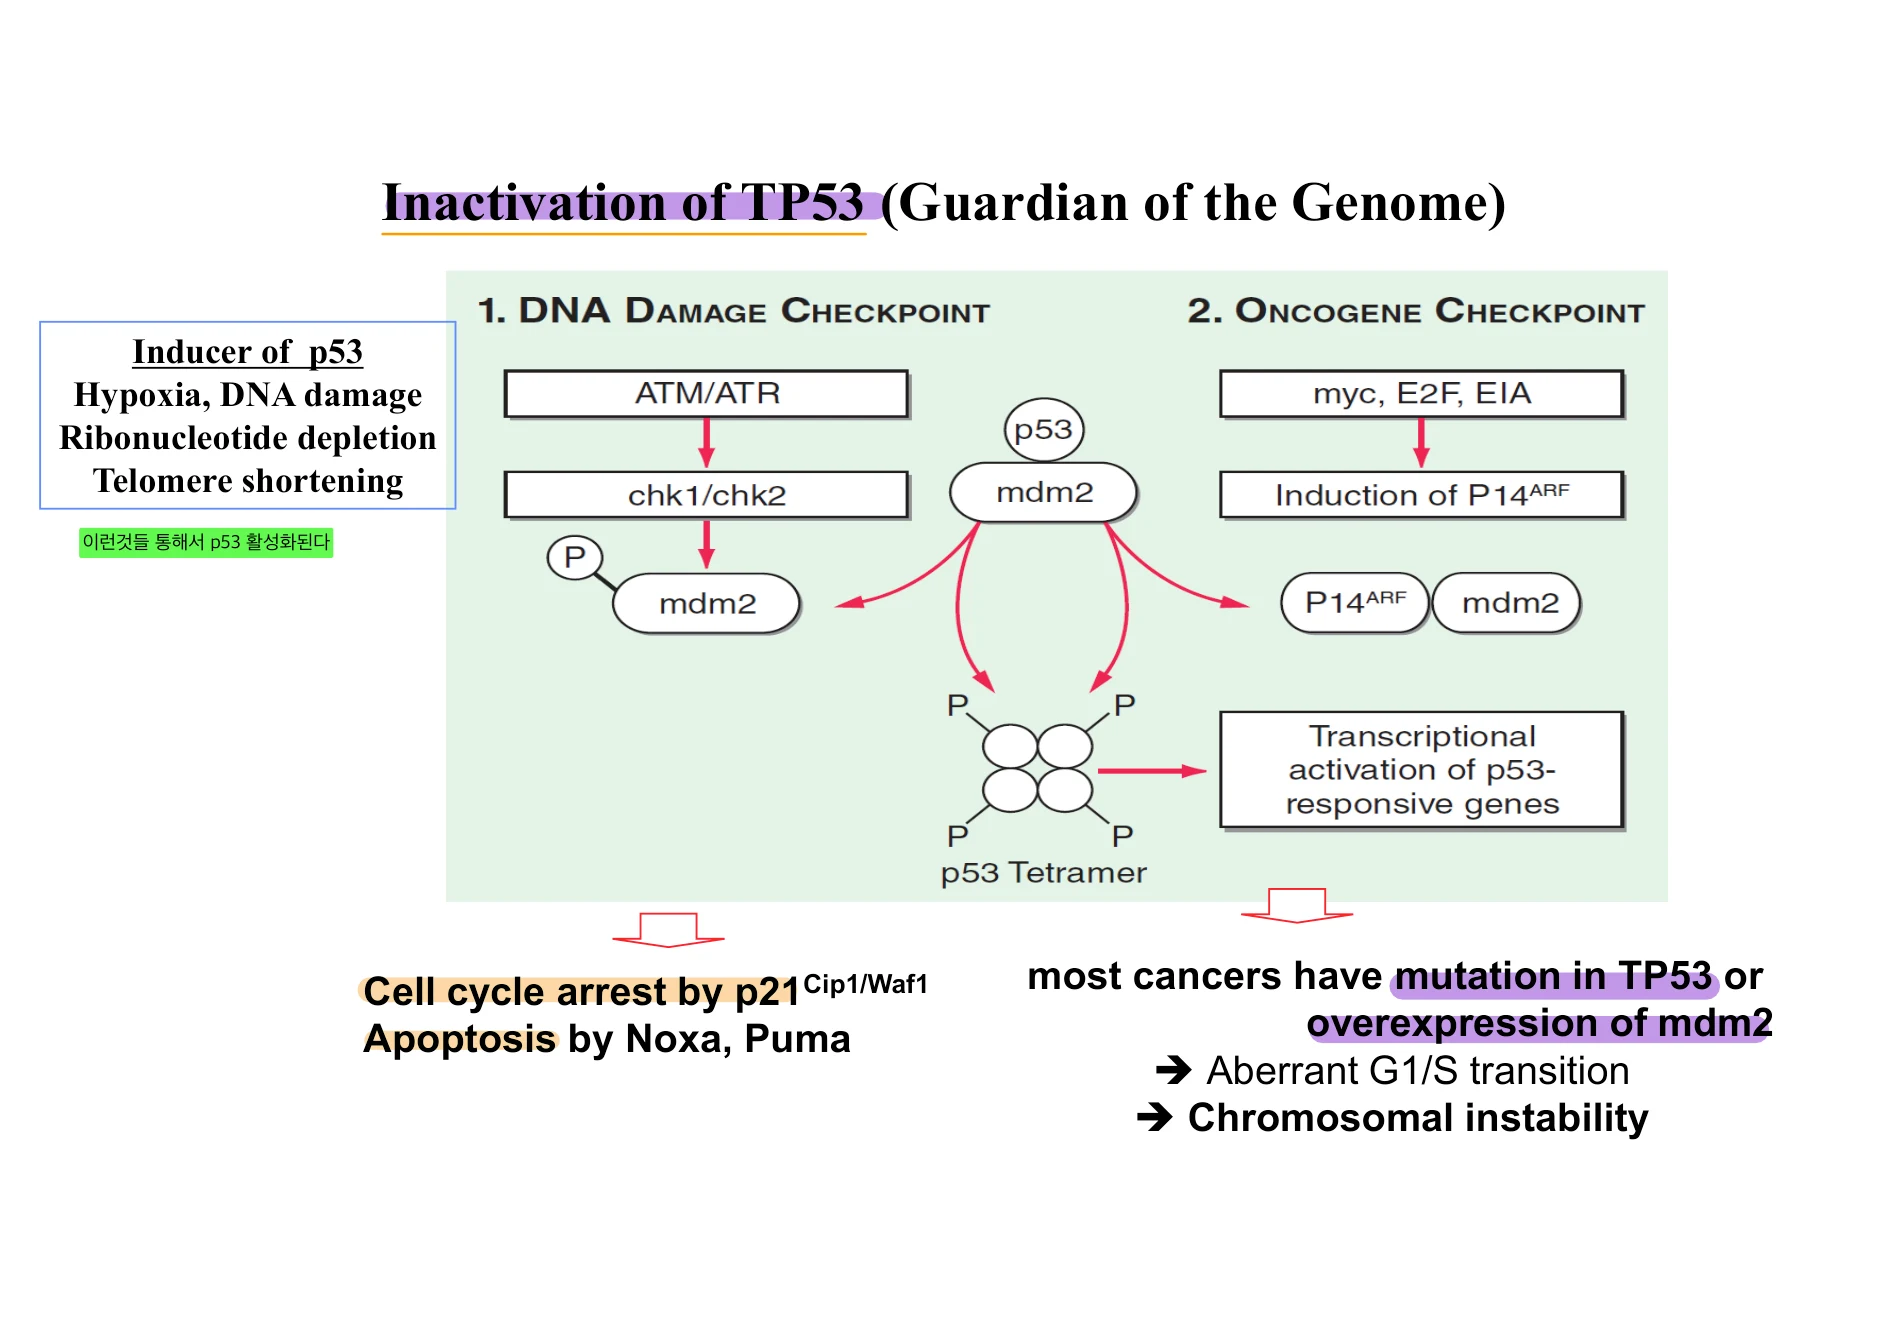 Inactivation of TP53 (Guardian of the Genome)
Inducer of p53
Hypoxia, DNA damage
Ribonucleotide depletion
Telomere shortening
이런것들 통해서 p53 활성화된다
1. DNA DAMAGE CHECKPOINT
ATM/ATR
chk1/chk2
P
mdm2
p53
mdm2
2. ONCOGENE CHECKPOINT
myc, E2F, EIA
Induction of P14ARF
P14ARF mdm2
P P
P P
p53 Tetramer
Transcriptional
activation of p53-
responsive genes
Cell cycle arrest by p21Cip1/Waf1
Apoptosis by Noxa, Puma
most cancers have mutation in TP53 or
overexpression of mdm2
➔ Aberrant G1/S transition
➔ Chromosomal instability